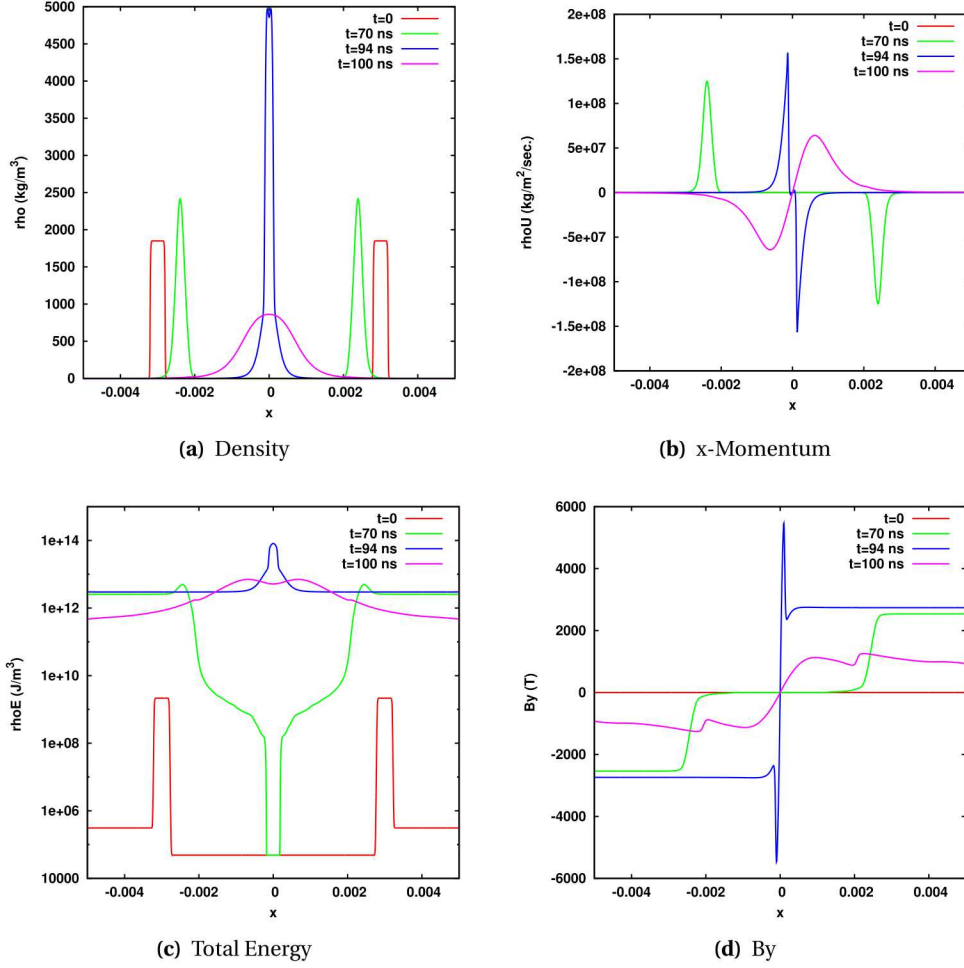 t=0
t=70 ns
t=94 ns
t=100 ns
5000
4500
4000
3500
3000
2500
2000
1500
1000
500
0
rho (kg/m³)
-0.004
-0.002
0
0.002
0.004
x
(a) Density
t=0
t=70 ns
t=94 ns
t=100 ns
2e+08
1.5e+08
1e+08
5e+07
0
-5e+07
-1e+08
-1.5e+08
-2e+08
rhoU (kg/m²/sec.)
-0.004
-0.002
0
0.002
0.004
x
(b) x-Momentum
t=0
t=70 ns
t=94 ns
t=100 ns
1e+14
1e+12
1e+10
1e+08
1e+06
10000
rhoE (J/m³)
-0.004
-0.002
0
0.002
0.004
x
(c) Total Energy
t=0
t=70 ns
t=94 ns
t=100 ns
6000
4000
2000
0
-2000
-4000
-6000
By (T)
-0.004
-0.002
0
0.002
0.004
x
(d) By